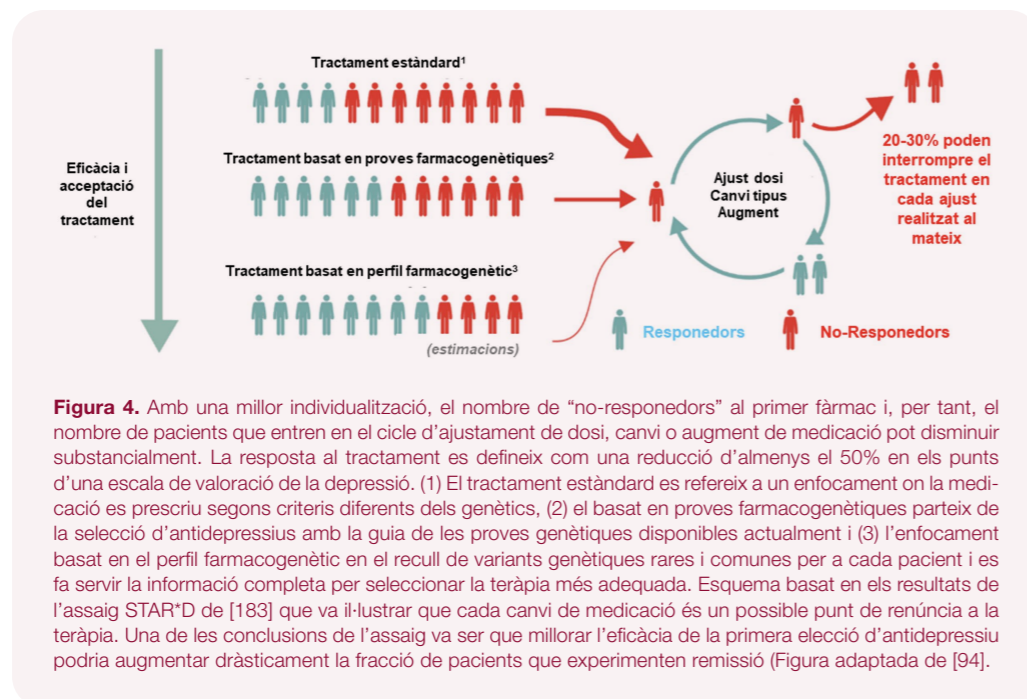 Tractament estàndard¹
Tractament basat en proves farmacogenètiques²
Tractament basat en perfil farmacogenètic³
(estimacions)
Eficàcia i
acceptació
del
tractament
Ajust dosi
Canvi tipus
Augment
20-30% poden
interrompre el
tractament en
cada ajust
realitzat al
mateix
Responedors
No-Responedors
Figura 4. Amb una millor individualització, el nombre de “no-responedors” al primer fàrmac i, per tant, el
nombre de pacients que entren en el cicle d’ajustament de dosi, canvi o augment de medicació pot disminuir
substancialment. La resposta al tractament es defineix com una reducció d’almenys el 50% en els punts
d’una escala de valoració de la depressió. (1) El tractament estàndard es refereix a un enfocament on la medi-
cació es prescriu segons criteris diferents dels genètics, (2) el basat en proves farmacogenètiques parteix de
la selecció d’antidepressius amb la guia de les proves genètiques disponibles actualment i (3) l’enfocament
basat en el perfil farmacogenètic en el recull de variants genètiques rares i comunes per a cada pacient i es
fa servir la informació completa per seleccionar la teràpia més adequada. Esquema basat en els resultats de
l’assaig STAR*D de [183] que va il·lustrar que cada canvi de medicació és un possible punt de renúncia a la
teràpia. Una de les conclusions de l’assaig va ser que millorar l’eficàcia de la primera elecció d’antidepressiu
podria augmentar dràsticament la fracció de pacients que experimenten remissió (Figura adaptada de [94].